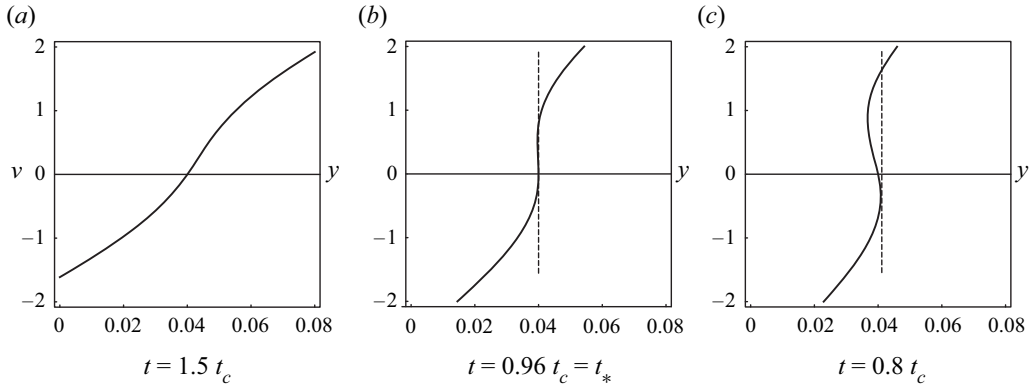 (a) (b) (c)
2 2 2
1 1 1
v 0 y 0 y 0 y
–1 –1 –1
–2 –2 –2
0 0.02 0.04 0.06 0.08 0 0.02 0.04 0.06 0.08 0 0.02 0.04 0.06 0.08
t = 1.5 t_c t = 0.96 t_c = t_* t = 0.8 t_c